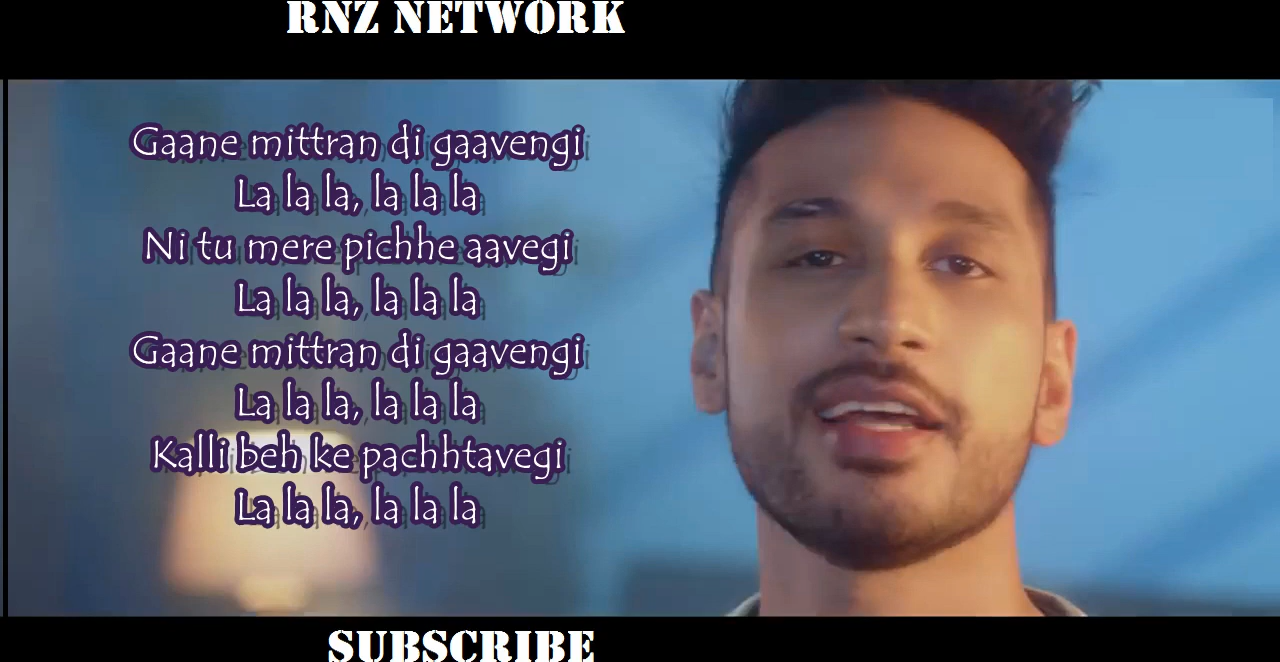 RNZ NETWORK
Gaane mittran di gaavengi
La la la, la la la
Ni tu mere pichhe aavegi
La la la, la la la
Gaane mittran di gaavengi
La la la, la la la
Kalli beh ke pachhtavegi
La la la, la la la
SUBSCRIBE